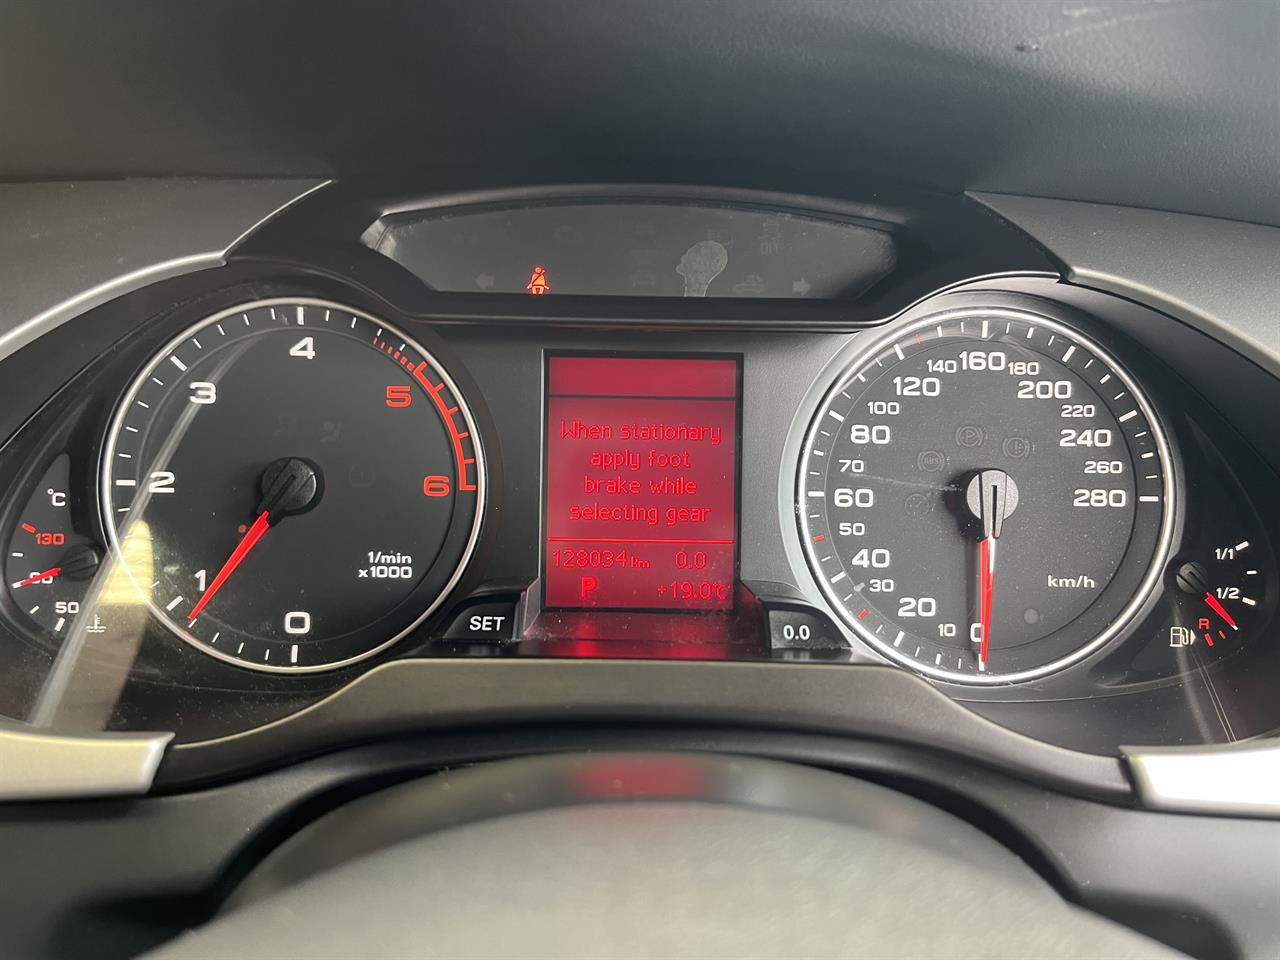 When stationary
apply foot
brake while
selecting gear
128034 km 0.0
P +19.0°C
SET
0.0
0
1
2
3
4
5
6
1/min
x1000
°C
130
90
50
0
10
20
30
40
50
60
70
80
100
120
140
160
180
200
220
240
260
280
km/h
ABS
P
1/1
1/2
R